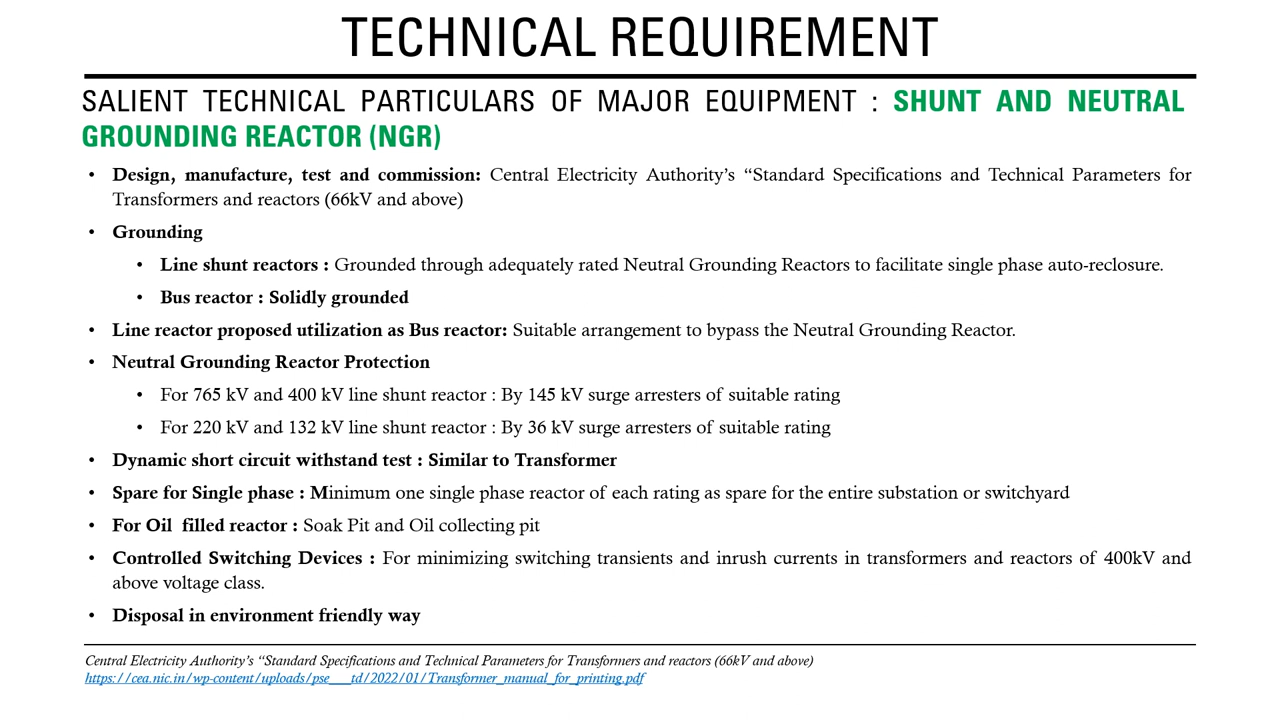 TECHNICAL REQUIREMENT
SALIENT TECHNICAL PARTICULARS OF MAJOR EQUIPMENT : SHUNT AND NEUTRAL
GROUNDING REACTOR (NGR)
• Design, manufacture, test and commission: Central Electricity Authority’s “Standard Specifications and Technical Parameters for
Transformers and reactors (66kV and above)
• Grounding
• Line shunt reactors : Grounded through adequately rated Neutral Grounding Reactors to facilitate single phase auto-reclosure.
• Bus reactor : Solidly grounded
• Line reactor proposed utilization as Bus reactor: Suitable arrangement to bypass the Neutral Grounding Reactor.
• Neutral Grounding Reactor Protection
• For 765 kV and 400 kV line shunt reactor : By 145 kV surge arresters of suitable rating
• For 220 kV and 132 kV line shunt reactor : By 36 kV surge arresters of suitable rating
• Dynamic short circuit withstand test : Similar to Transformer
• Spare for Single phase : Minimum one single phase reactor of each rating as spare for the entire substation or switchyard
• For Oil filled reactor : Soak Pit and Oil collecting pit
• Controlled Switching Devices : For minimizing switching transients and inrush currents in transformers and reactors of 400kV and
above voltage class.
• Disposal in environment friendly way
Central Electricity Authority’s “Standard Specifications and Technical Parameters for Transformers and reactors (66kV and above)
https://cea.nic.in/wp-content/uploads/pse___td/2022/01/Transformer_manual_for_printing.pdf